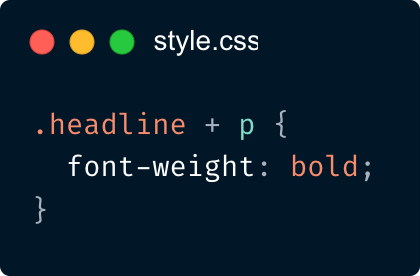 style.css
.headline + p {
  font-weight: bold;
}